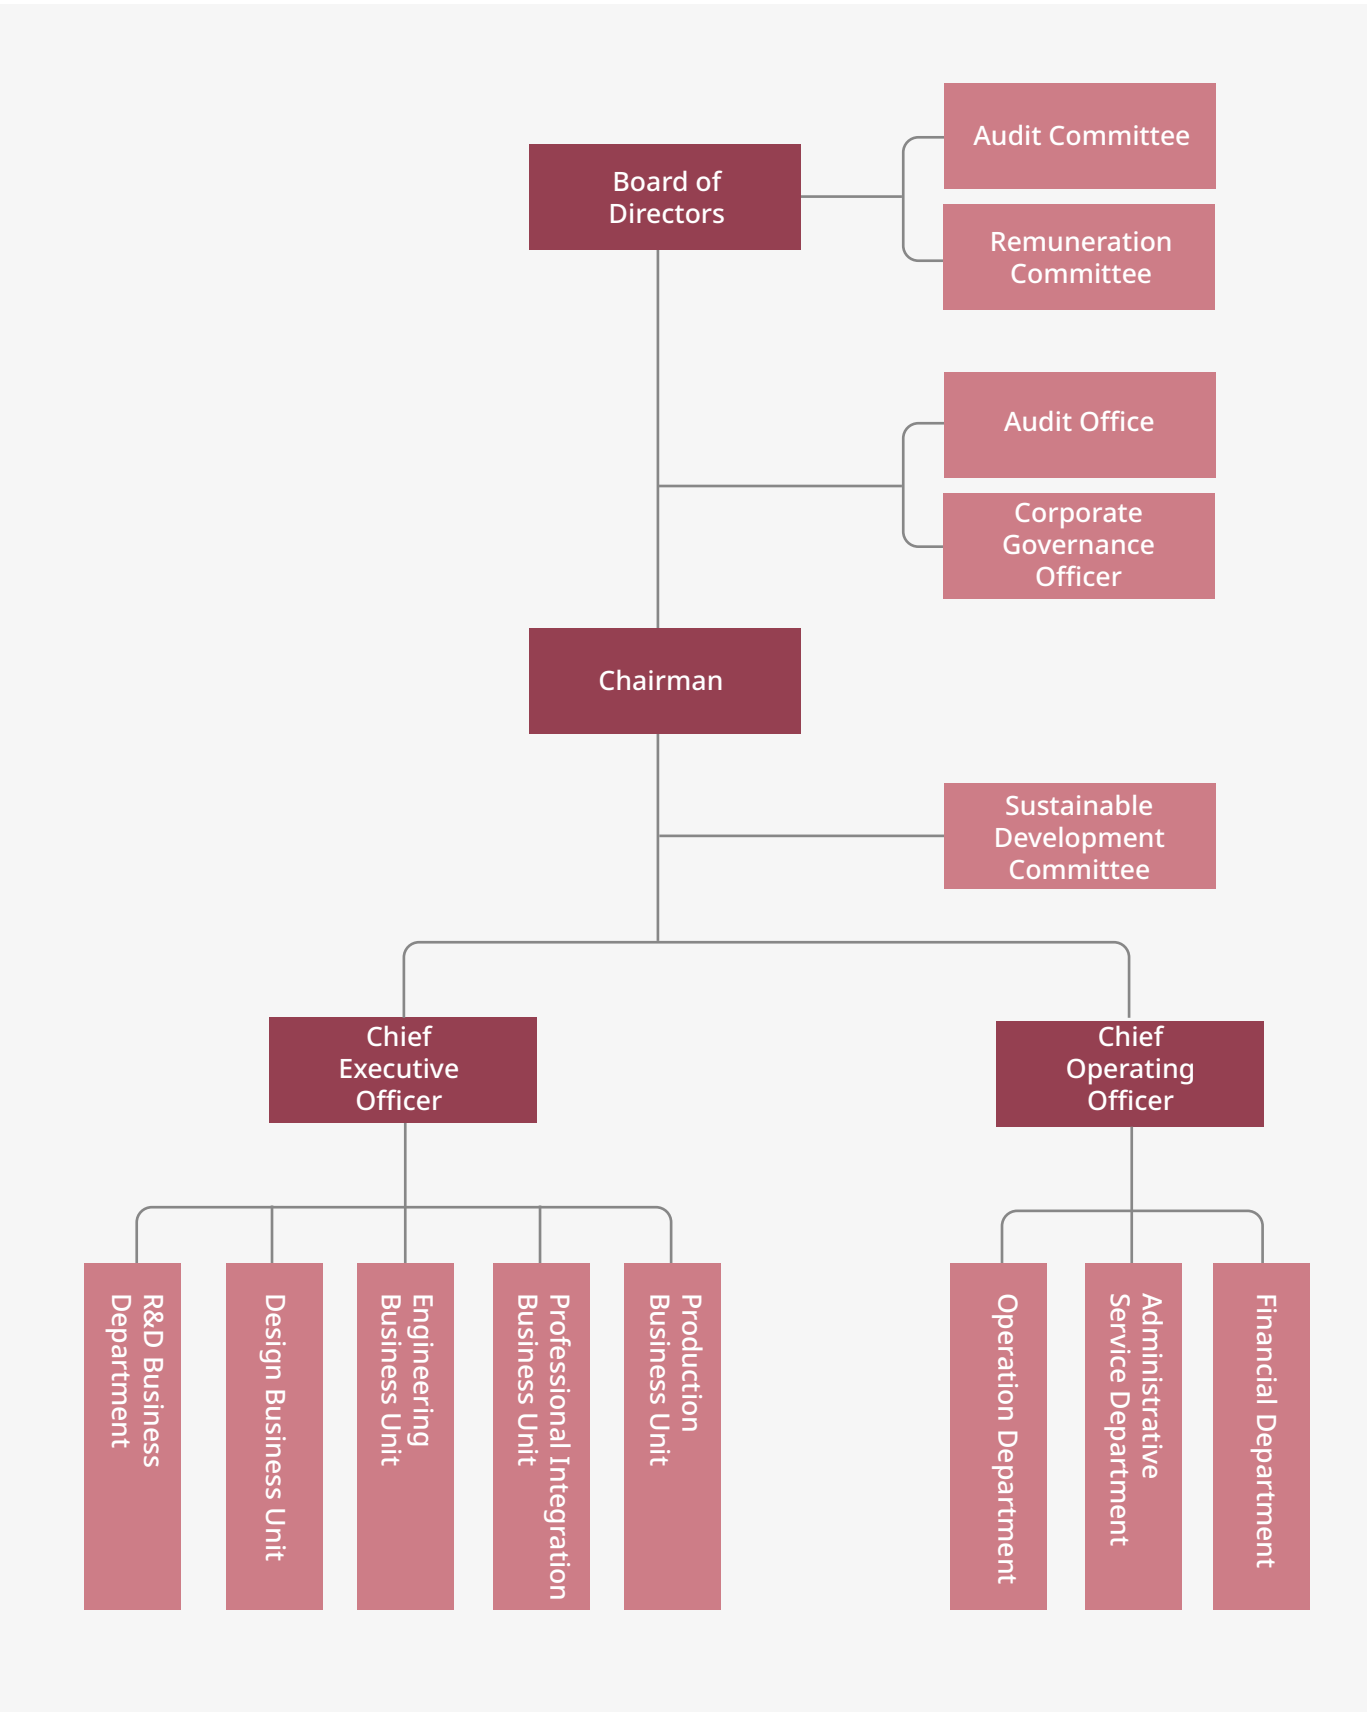 Audit Committee
Board of
Directors
Remuneration
Committee
Audit Office
Corporate
Governance
Officer
Chairman
Sustainable
Development
Committee
Chief
Executive
Officer
Chief
Operating
Officer
R&D Business
Department
Design Business Unit
Engineering
Business Unit
Professional Integration
Business Unit
Production
Business Unit
Operation Department
Administrative
Service Department
Financial Department